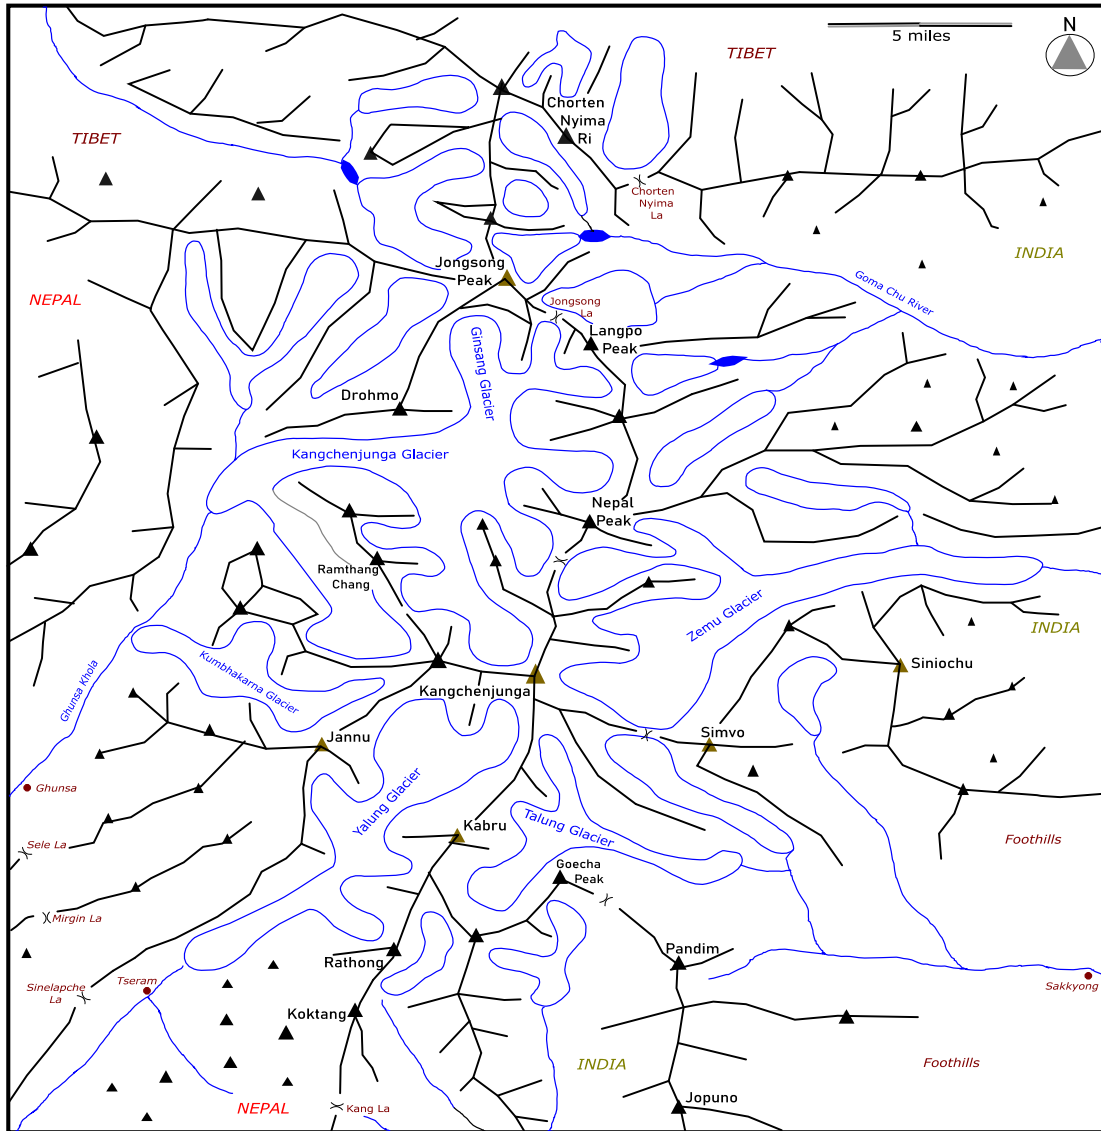 N
5 miles
TIBET
Chorten
Nyima
Ri
TIBET
Chorten
Nyima
La
INDIA
Jongsong
Peak
Goma Chu River
NEPAL
Jongsong
La
Langpo
Peak
Ginsang Glacier
Drohmo
Kangchenjunga Glacier
Nepal
Peak
Ramthang
Chang
Zemu Glacier
INDIA
Kumbhakarna Glacier
Ghunsa Khola
Siniochu
Kangchenjunga
Jannu
Simvo
Ghunsa
Yalung Glacier
Kabru
Talung Glacier
Sele La
Foothills
Goecha
Peak
Mirgin La
Rathong
Pandim
Sinelapche
La
Tseram
Sakkyong
Koktang
INDIA
Foothills
NEPAL
Kang La
Jopuno